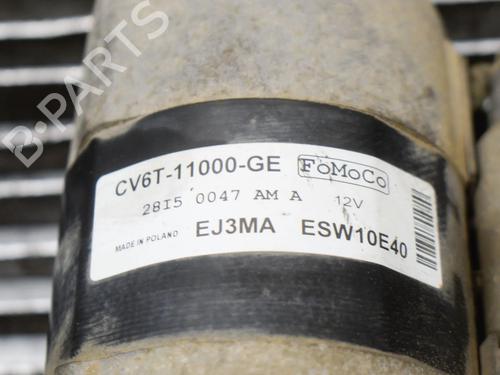 B-PARTS
CV6T-11000-GE FoMoCo
28I5 0047 AM A 12V
MADE IN POLAND EJ3MA ESW10E40